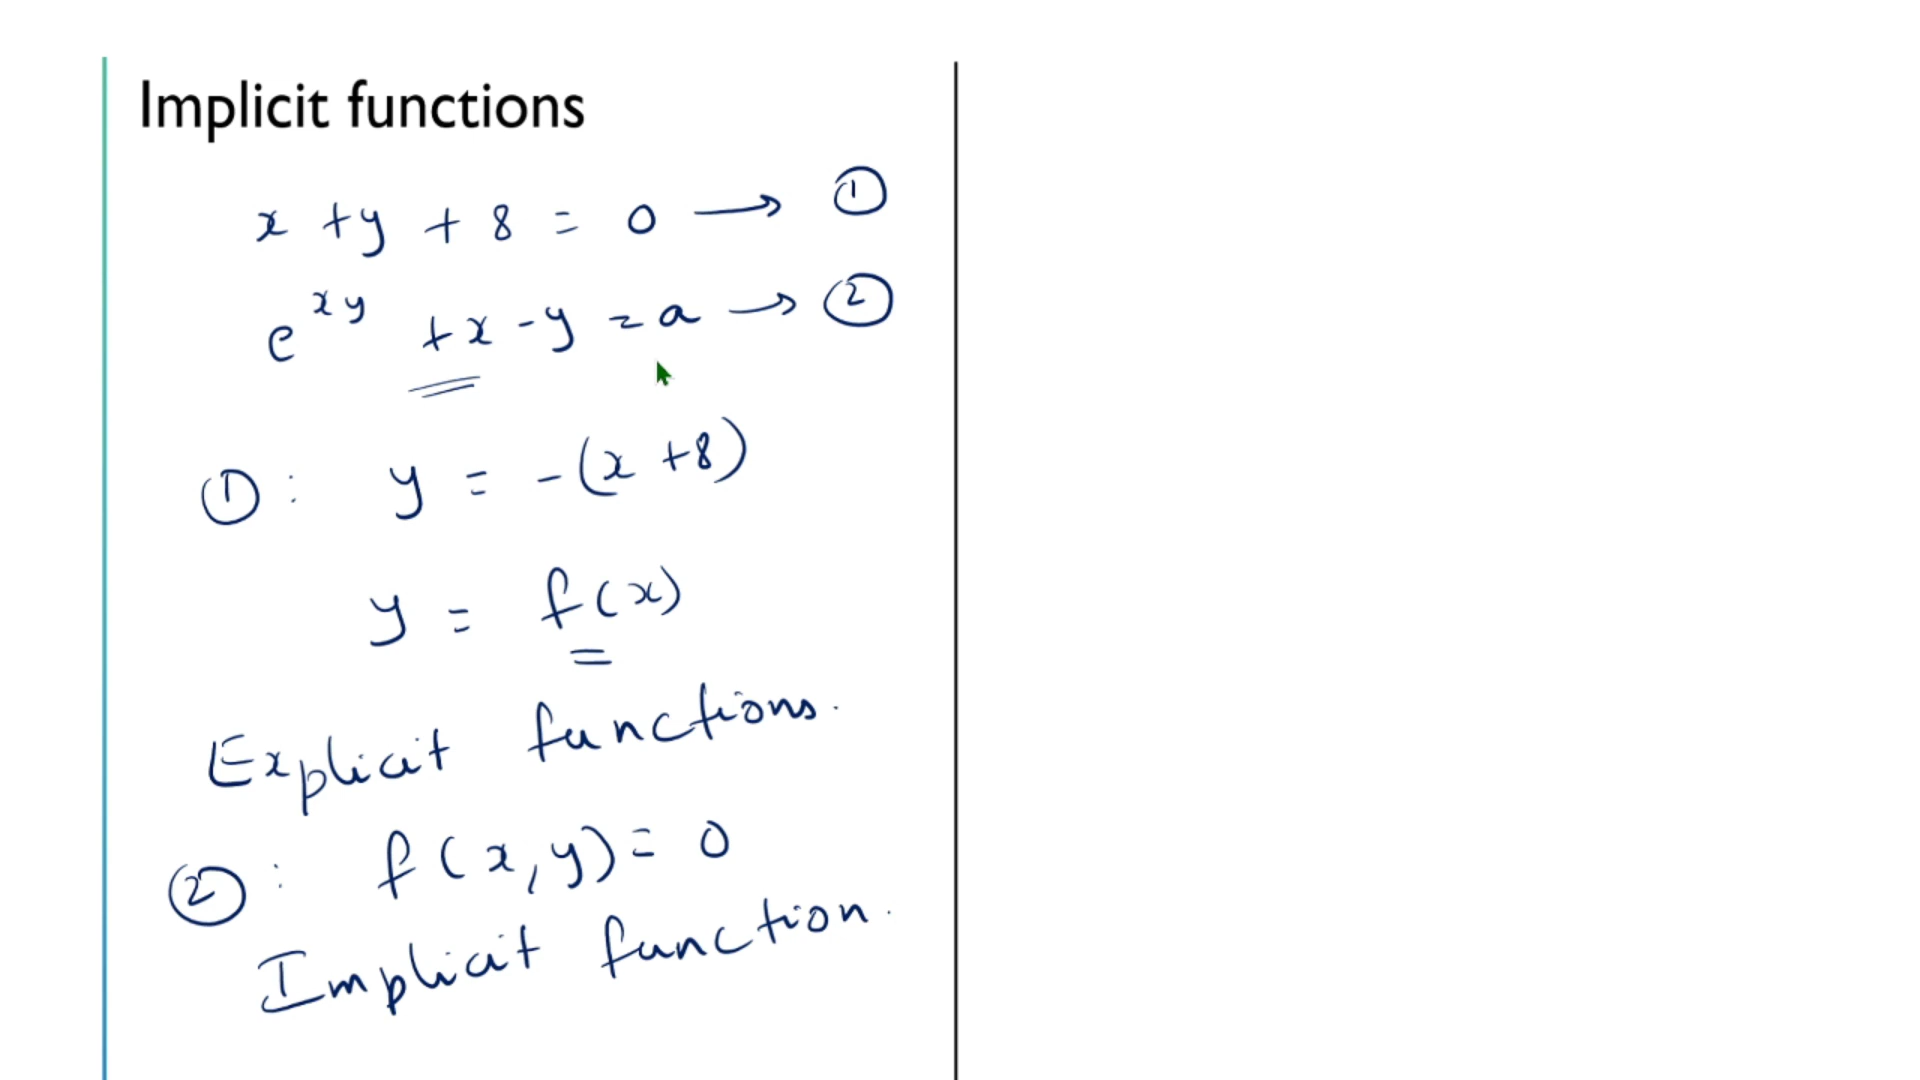 Implicit functions
x + y + 8 = 0 → ①
e^{xy} + x - y = a → ②
① : y = -(x + 8)
y = f(x)
Explicit functions.
② : f(x, y) = 0
Implicit function.